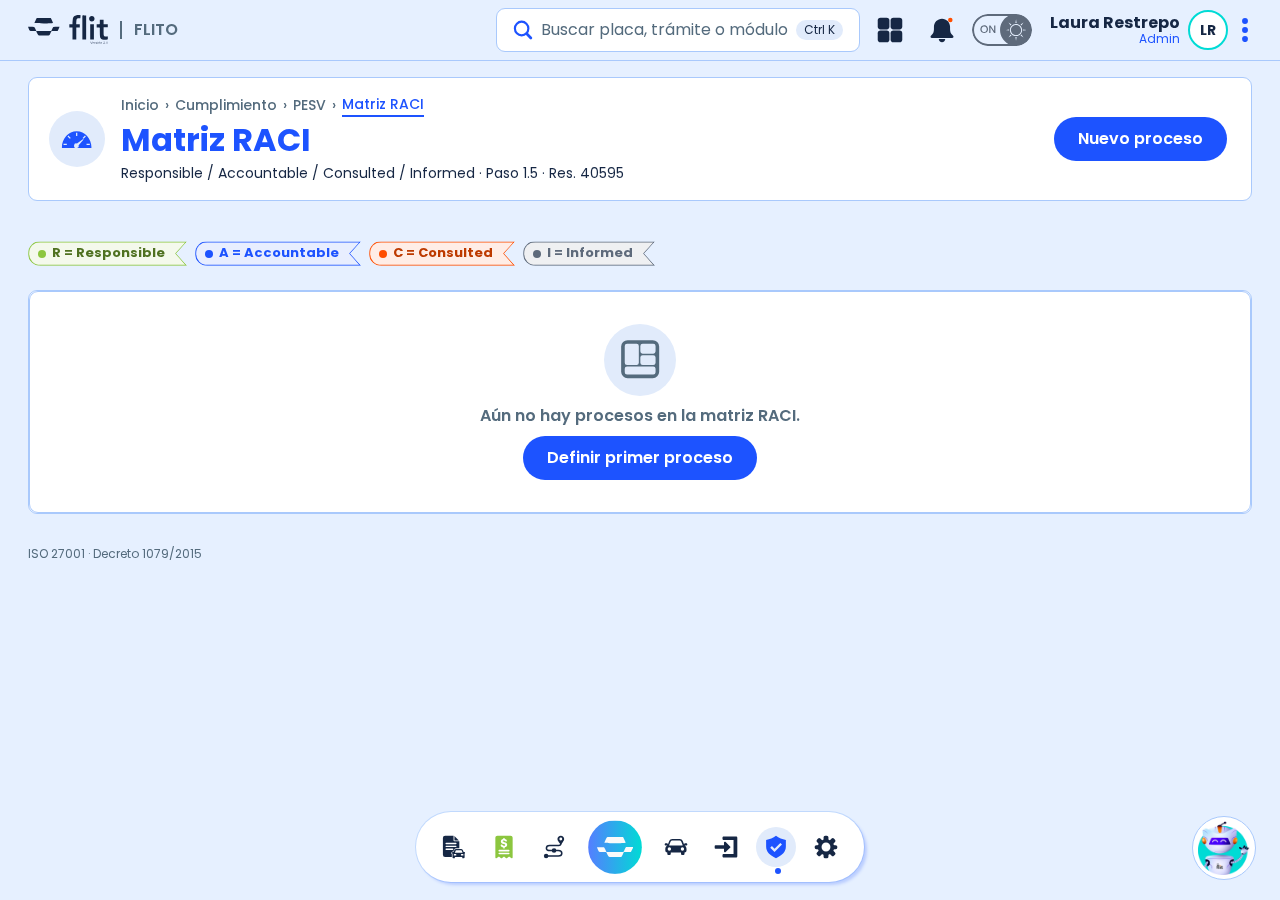 flit | FLITO
Buscar placa, trámite o módulo Ctrl K
ON
Laura Restrepo
Admin
LR
Inicio › Cumplimiento › PESV › Matriz RACI
Matriz RACI
Responsible / Accountable / Consulted / Informed · Paso 1.5 · Res. 40595
Nuevo proceso
R = Responsible
A = Accountable
C = Consulted
I = Informed
Aún no hay procesos en la matriz RACI.
Definir primer proceso
ISO 27001 · Decreto 1079/2015